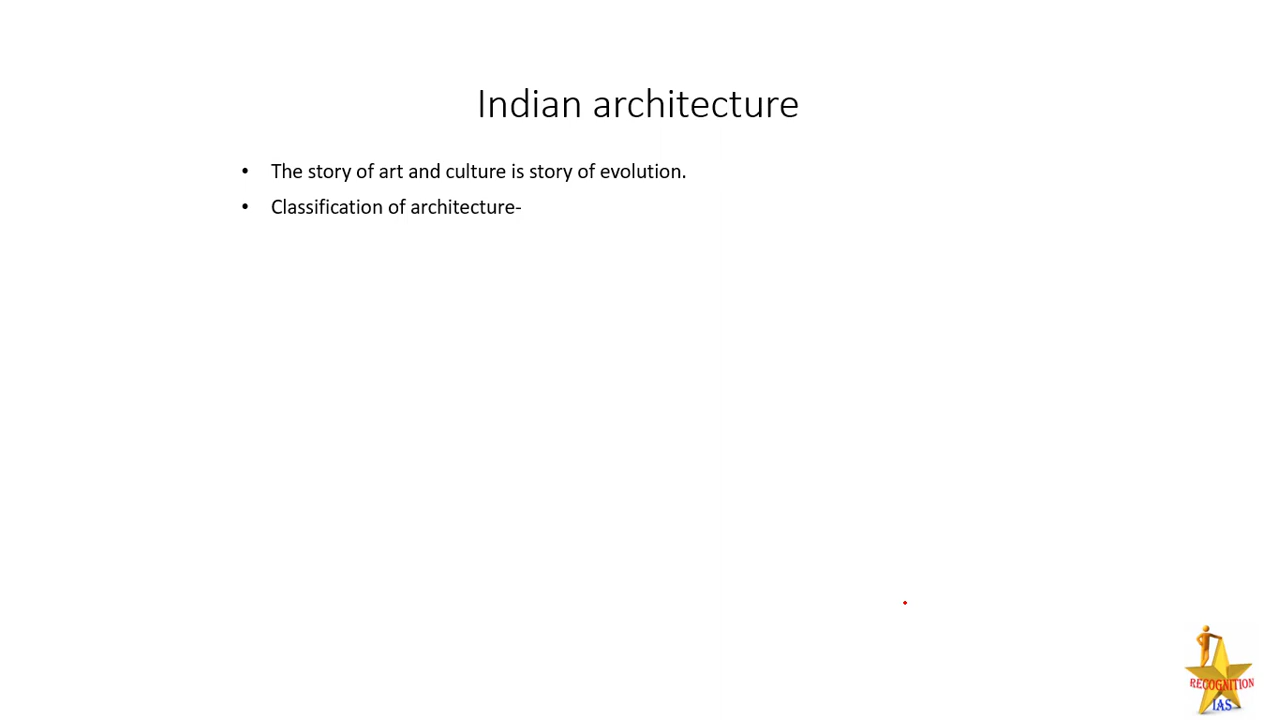 Indian architecture
• The story of art and culture is story of evolution.
• Classification of architecture-
RECOGNITION
IAS